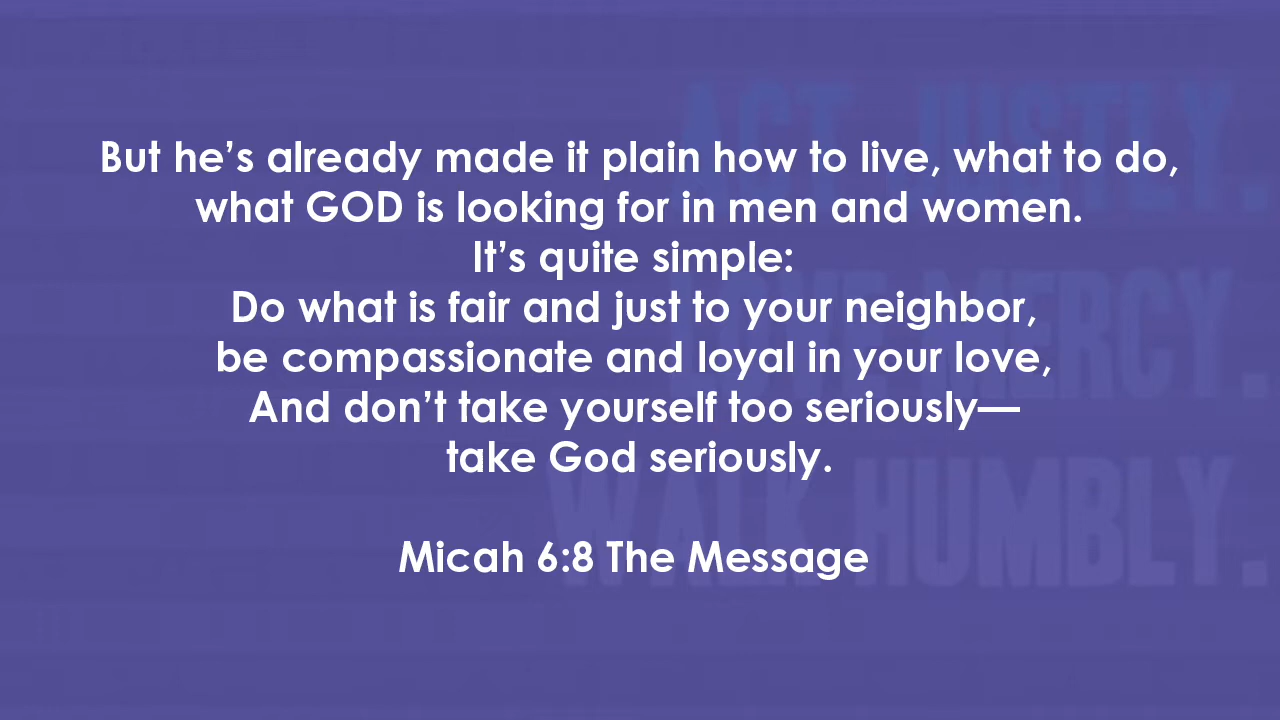 But he’s already made it plain how to live, what to do,
what GOD is looking for in men and women.
It’s quite simple:
Do what is fair and just to your neighbor,
be compassionate and loyal in your love,
And don’t take yourself too seriously—
take God seriously.
Micah 6:8 The Message
ACT JUSTLY.
LOVE MERCY.
WALK HUMBLY.